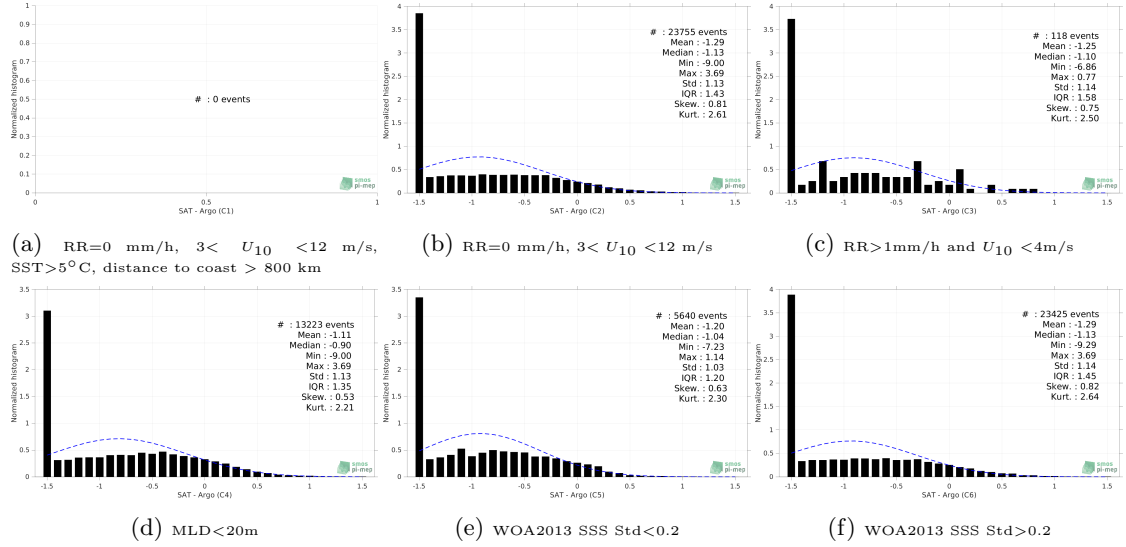 1
0.9
0.8
0.7
0.6
0.5
0.4
0.3
0.2
0.1
0
Normalized histogram
# : 0 events
smos
pi-mep
0 0.5 1
SAT - Argo (C1)
(a) RR=0 mm/h, 3< U10 <12 m/s,
SST>5°C, distance to coast > 800 km
4
3.5
3
2.5
2
1.5
1
0.5
0
Normalized histogram
# : 23755 events
Mean : -1.29
Median : -1.13
Min : -9.00
Max : 3.69
Std : 1.13
IQR : 1.43
Skew. : 0.81
Kurt. : 2.61
smos
pi-mep
-1.5 -1 -0.5 0 0.5 1 1.5
SAT - Argo (C2)
(b) RR=0 mm/h, 3< U10 <12 m/s
4
3.5
3
2.5
2
1.5
1
0.5
0
Normalized histogram
# : 118 events
Mean : -1.25
Median : -1.10
Min : -6.86
Max : 0.77
Std : 1.14
IQR : 1.58
Skew. : 0.75
Kurt. : 2.50
smos
pi-mep
-1.5 -1 -0.5 0 0.5 1 1.5
SAT - Argo (C3)
(c) RR>1mm/h and U10 <4m/s
3.5
3
2.5
2
1.5
1
0.5
0
Normalized histogram
# : 13223 events
Mean : -1.11
Median : -0.90
Min : -9.00
Max : 3.69
Std : 1.13
IQR : 1.35
Skew. : 0.53
Kurt. : 2.21
smos
pi-mep
-1.5 -1 -0.5 0 0.5 1 1.5
SAT - Argo (C4)
(d) MLD<20m
3.5
3
2.5
2
1.5
1
0.5
0
Normalized histogram
# : 5640 events
Mean : -1.20
Median : -1.04
Min : -7.23
Max : 1.14
Std : 1.03
IQR : 1.20
Skew. : 0.63
Kurt. : 2.30
smos
pi-mep
-1.5 -1 -0.5 0 0.5 1 1.5
SAT - Argo (C5)
(e) WOA2013 SSS Std<0.2
4
3.5
3
2.5
2
1.5
1
0.5
0
Normalized histogram
# : 23425 events
Mean : -1.29
Median : -1.13
Min : -9.29
Max : 3.69
Std : 1.14
IQR : 1.45
Skew. : 0.82
Kurt. : 2.64
smos
pi-mep
-1.5 -1 -0.5 0 0.5 1 1.5
SAT - Argo (C6)
(f) WOA2013 SSS Std>0.2